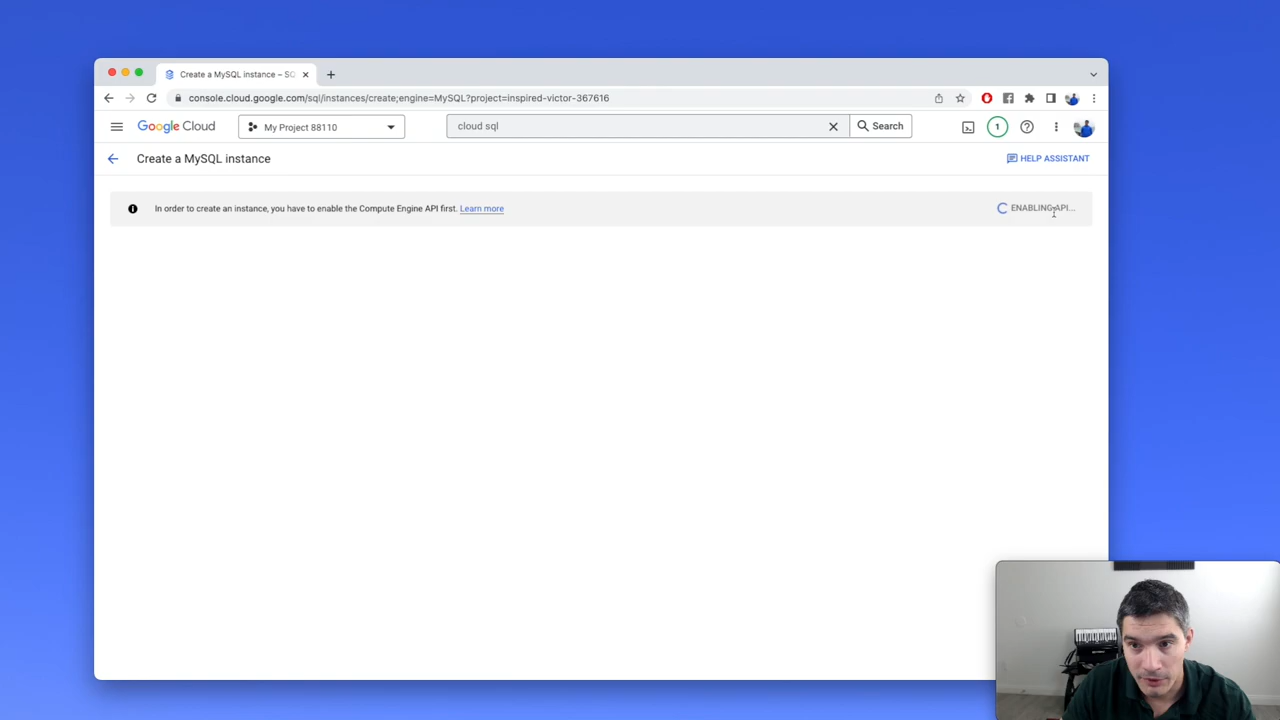 Create a MySQL instance – SQ
console.cloud.google.com/sql/instances/create;engine=MySQL?project=inspired-victor-367616
Google Cloud
My Project 88110
cloud sql
Search
1
Create a MySQL instance
HELP ASSISTANT
In order to create an instance, you have to enable the Compute Engine API first. Learn more
ENABLING API...